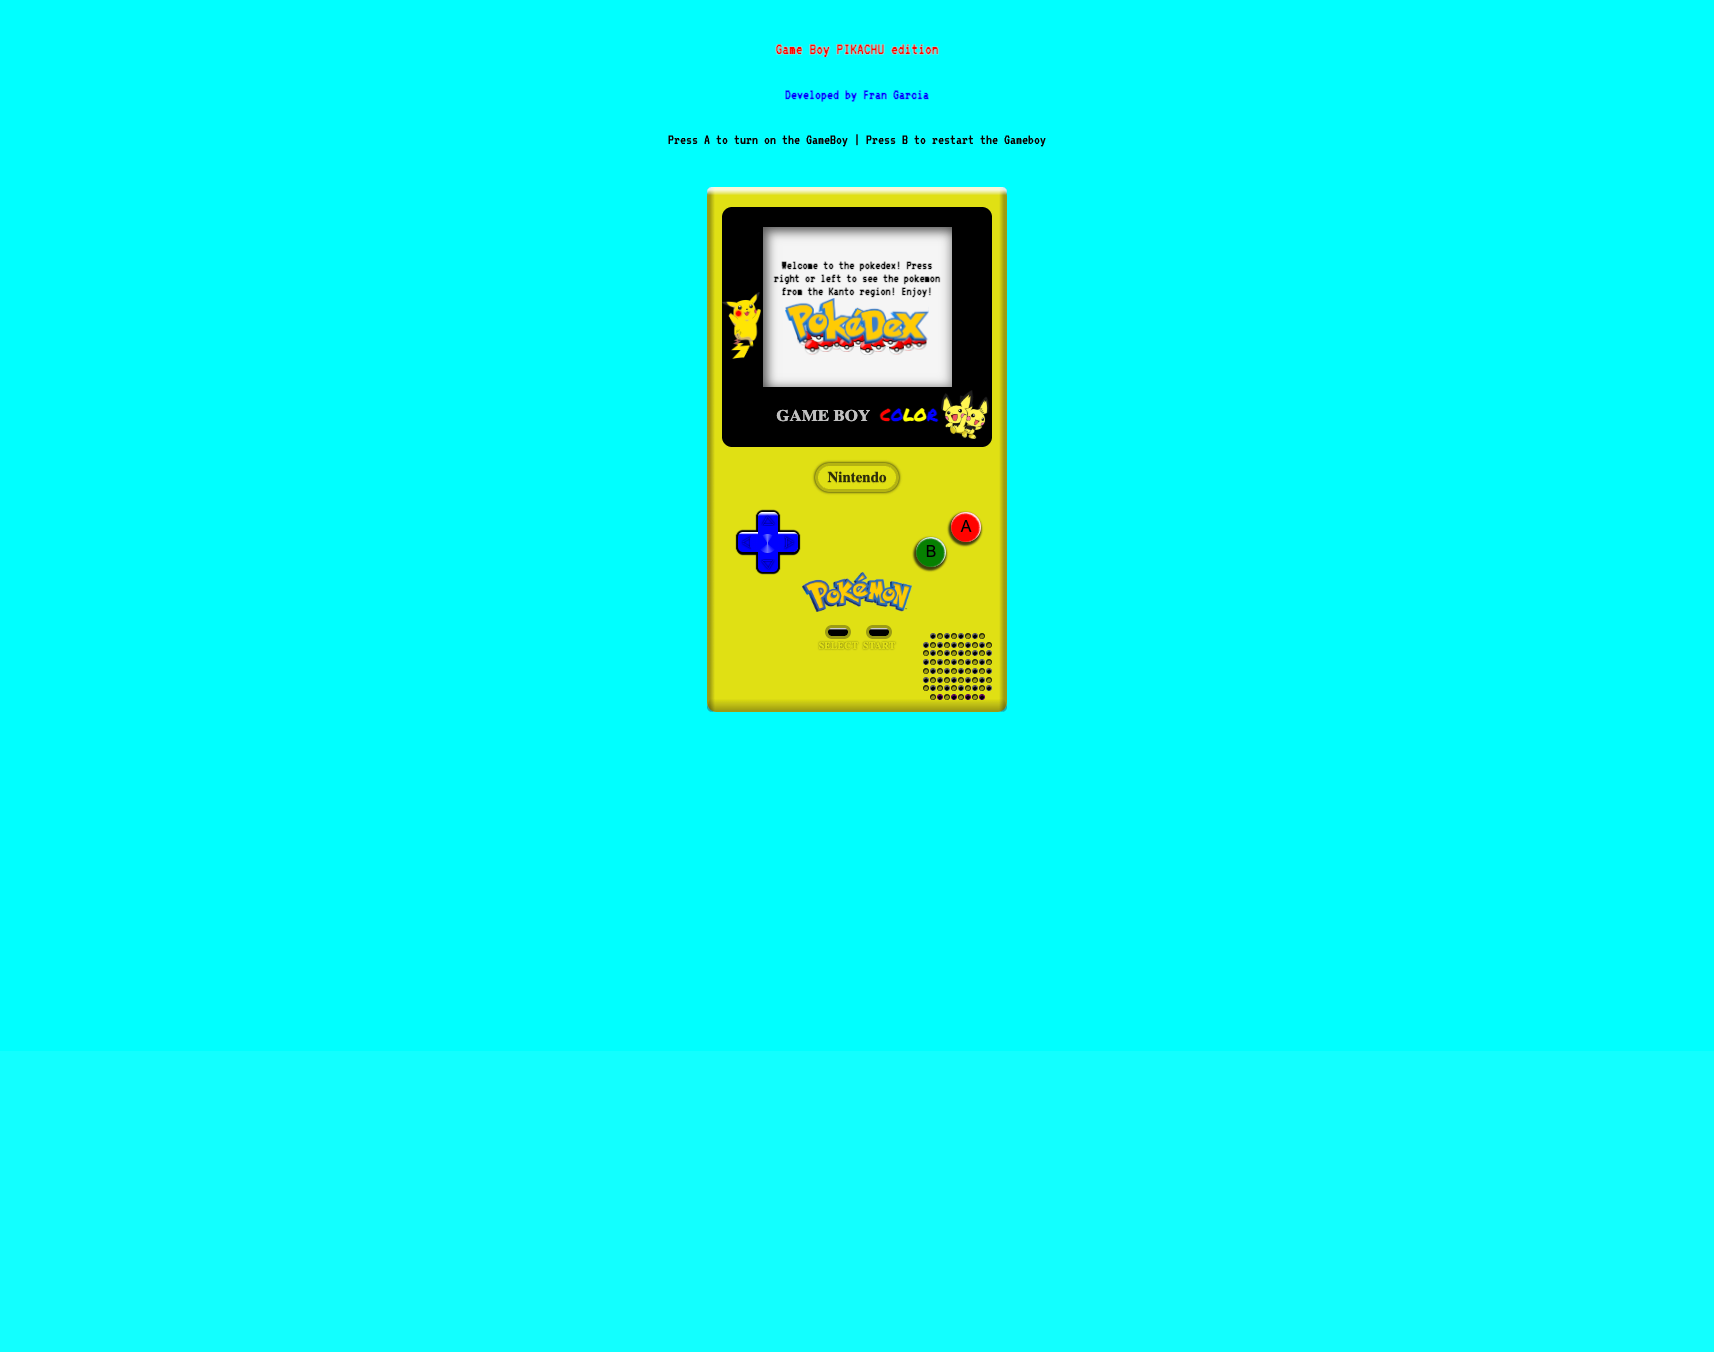 Game Boy PIKACHU edition
Developed by Fran Garcia
Press A to turn on the GameBoy | Press B to restart the Gameboy
Welcome to the pokedex! Press
right or left to see the pokemon
from the Kanto region! Enjoy!
PokéDex
GAME BOY COLOR
Nintendo
A
B
POKéMON
SELECT START